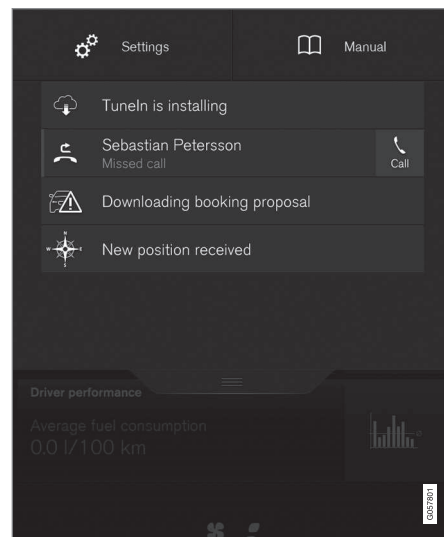 Settings
Manual
TuneIn is installing
Sebastian Petersson
Missed call
Call
Downloading booking proposal
N
W E
S
New position received
Driver performance
Average fuel consumption
0.0 l/100 km
G057801